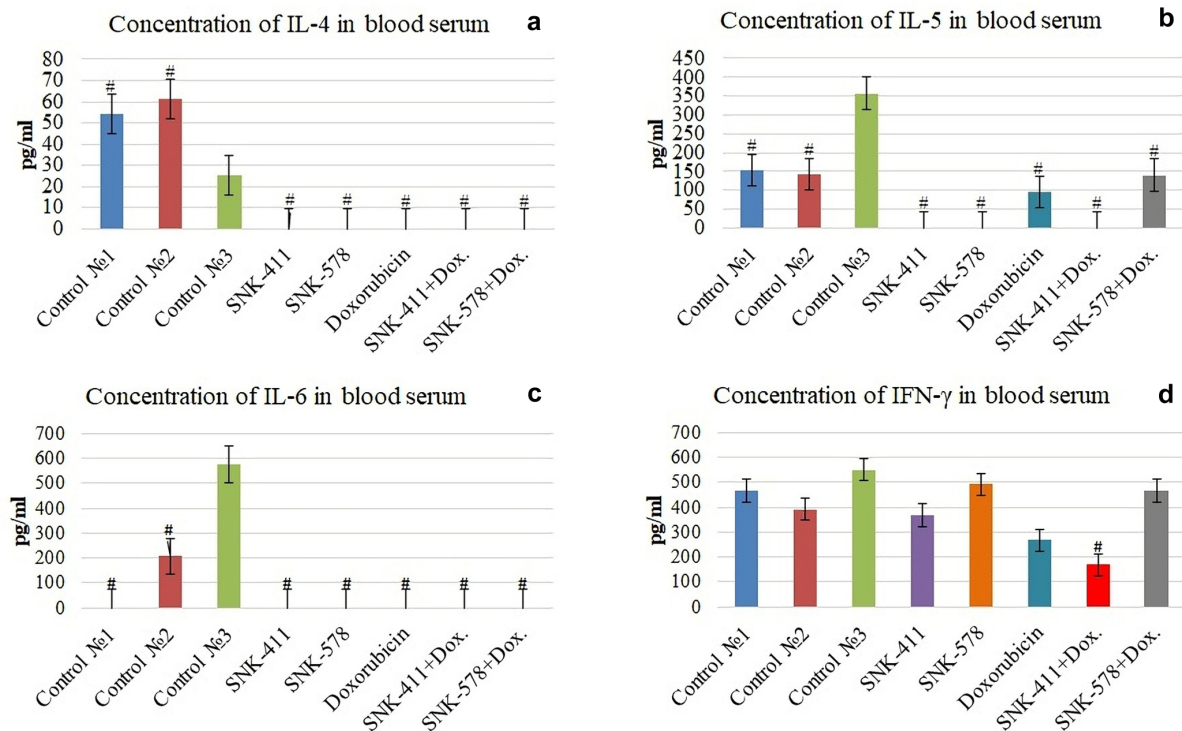 Concentration of IL-4 in blood serum
a
pg/ml
80
70
60
50
40
30
20
10
0
#
#
#
#
#
#
#
Control №1
Control №2
Control №3
SNK-411
SNK-578
Doxorubicin
SNK-411+Dox.
SNK-578+Dox.
Concentration of IL-5 in blood serum
b
pg/ml
450
400
350
300
250
200
150
100
50
0
#
#
#
#
#
#
#
Control №1
Control №2
Control №3
SNK-411
SNK-578
Doxorubicin
SNK-411+Dox.
SNK-578+Dox.
Concentration of IL-6 in blood serum
c
pg/ml
700
600
500
400
300
200
100
0
#
#
#
#
#
#
#
Control №1
Control №2
Control №3
SNK-411
SNK-578
Doxorubicin
SNK-411+Dox.
SNK-578+Dox.
Concentration of IFN-γ in blood serum
d
pg/ml
700
600
500
400
300
200
100
0
#
Control №1
Control №2
Control №3
SNK-411
SNK-578
Doxorubicin
SNK-411+Dox.
SNK-578+Dox.